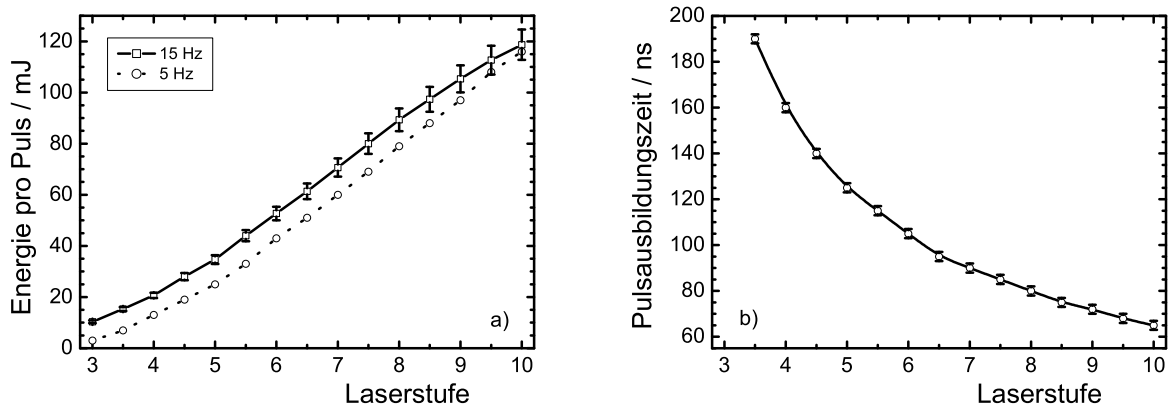 Energie pro Puls / mJ
120
100
80
60
40
20
0
15 Hz
5 Hz
a)
3 4 5 6 7 8 9 10
Laserstufe
Pulsausbildungszeit / ns
200
180
160
140
120
100
80
60
b)
3 4 5 6 7 8 9 10
Laserstufe